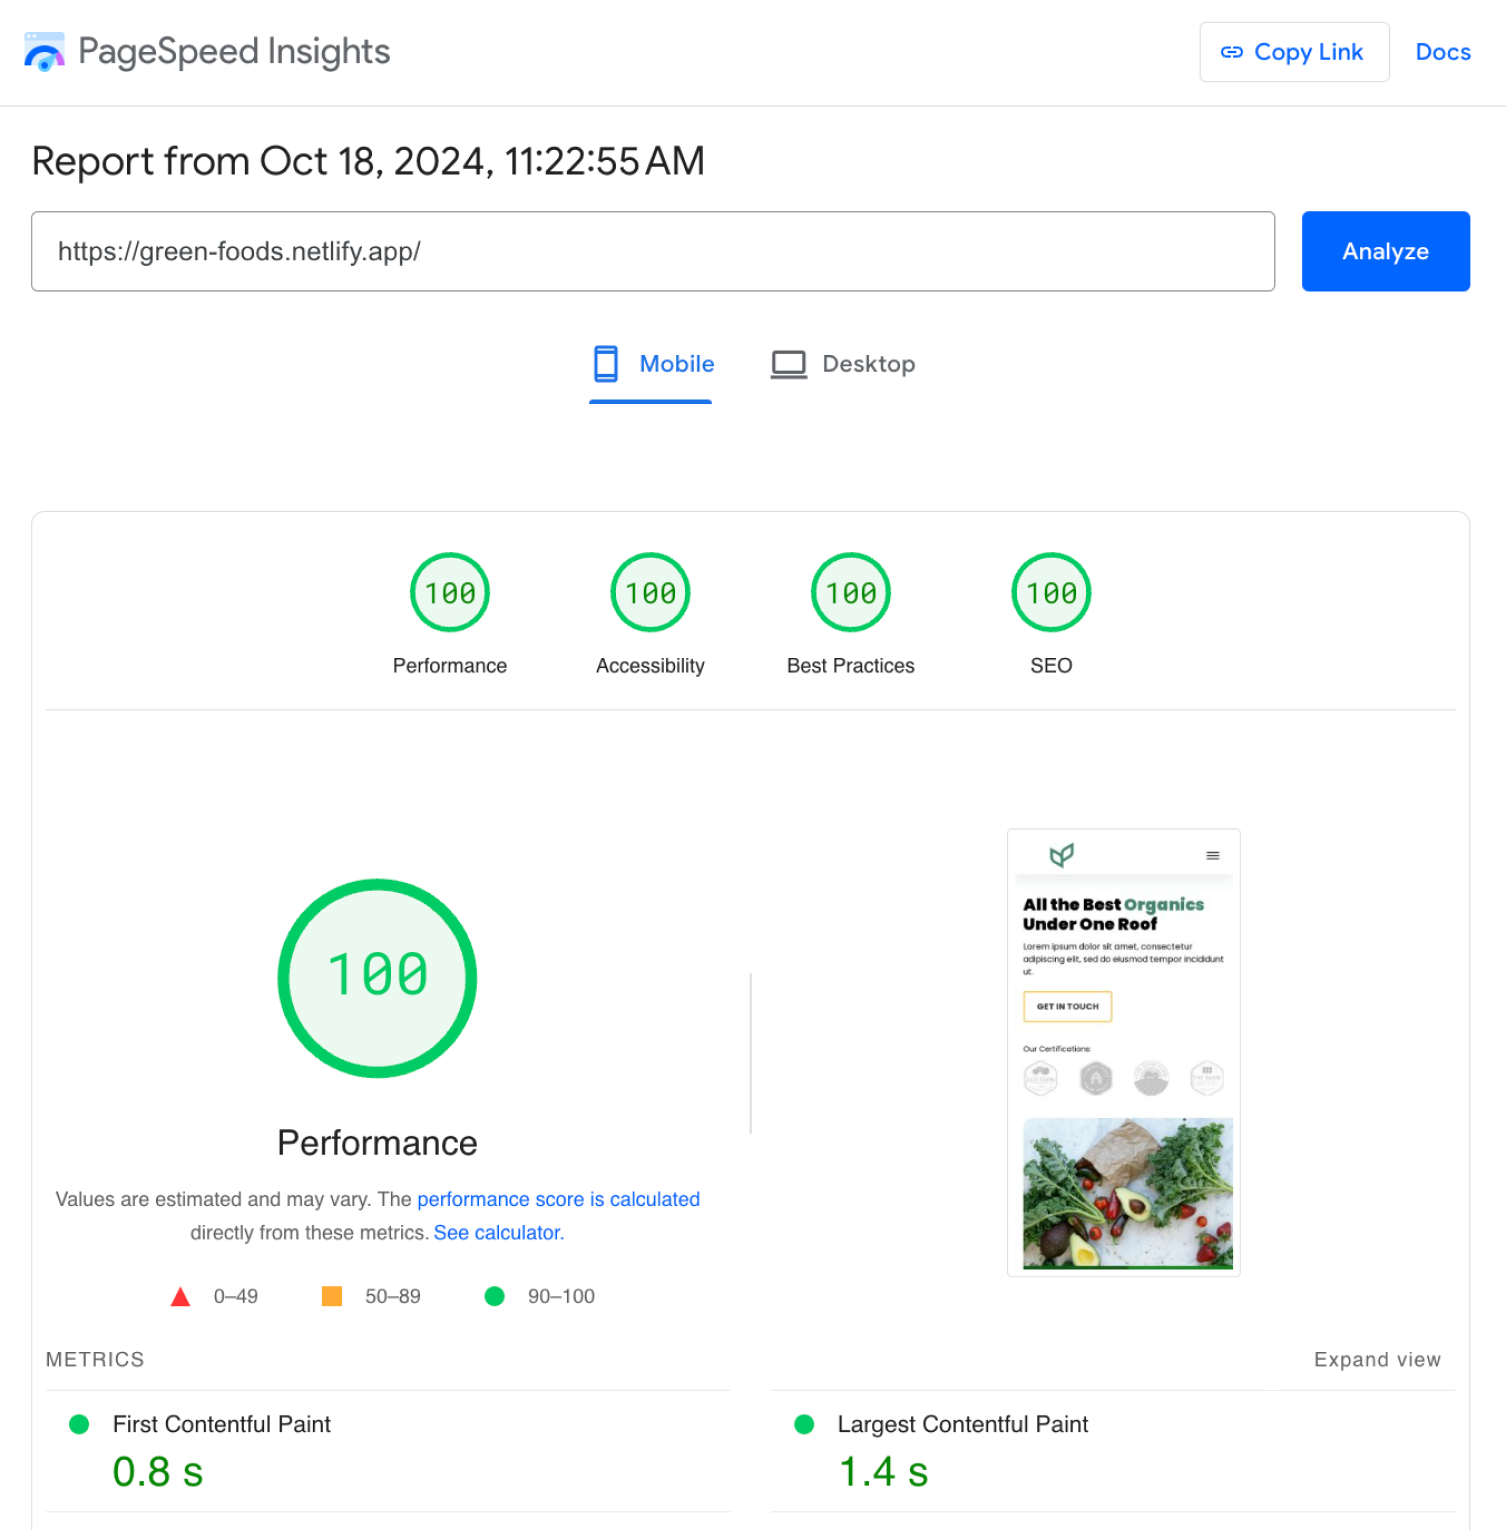 PageSpeed Insights
Copy Link
Docs
Report from Oct 18, 2024, 11:22:55 AM
https://green-foods.netlify.app/
Analyze
Mobile
Desktop
100
100
100
100
Performance
Accessibility
Best Practices
SEO
100
Performance
Values are estimated and may vary. The performance score is calculated
directly from these metrics. See calculator.
0–49
50–89
90–100
All the Best Organics
Under One Roof
Lorem ipsum dolor sit amet, consectetur
adipiscing elit, sed do eiusmod tempor incididunt
ut.
GET IN TOUCH
Our Certifications:
METRICS
Expand view
First Contentful Paint
0.8 s
Largest Contentful Paint
1.4 s